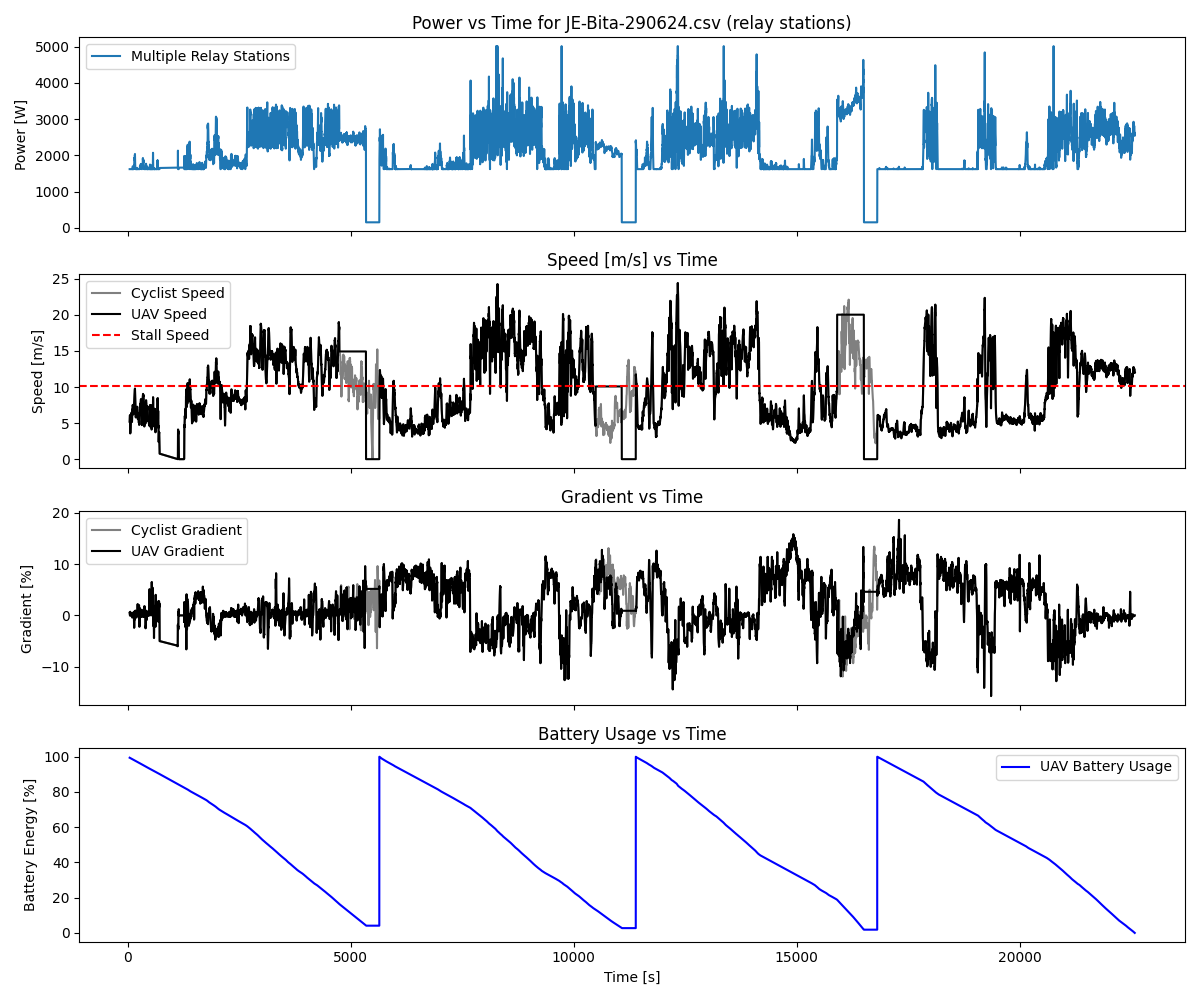 Power vs Time for JE-Bita-290624.csv (relay stations)
Multiple Relay Stations
Power [W]
5000
4000
3000
2000
1000
0
Speed [m/s] vs Time
Cyclist Speed
UAV Speed
Stall Speed
Speed [m/s]
25
20
15
10
5
0
Gradient vs Time
Cyclist Gradient
UAV Gradient
Gradient [%]
20
10
0
−10
Battery Usage vs Time
UAV Battery Usage
Battery Energy [%]
100
80
60
40
20
0
0 5000 10000 15000 20000
Time [s]